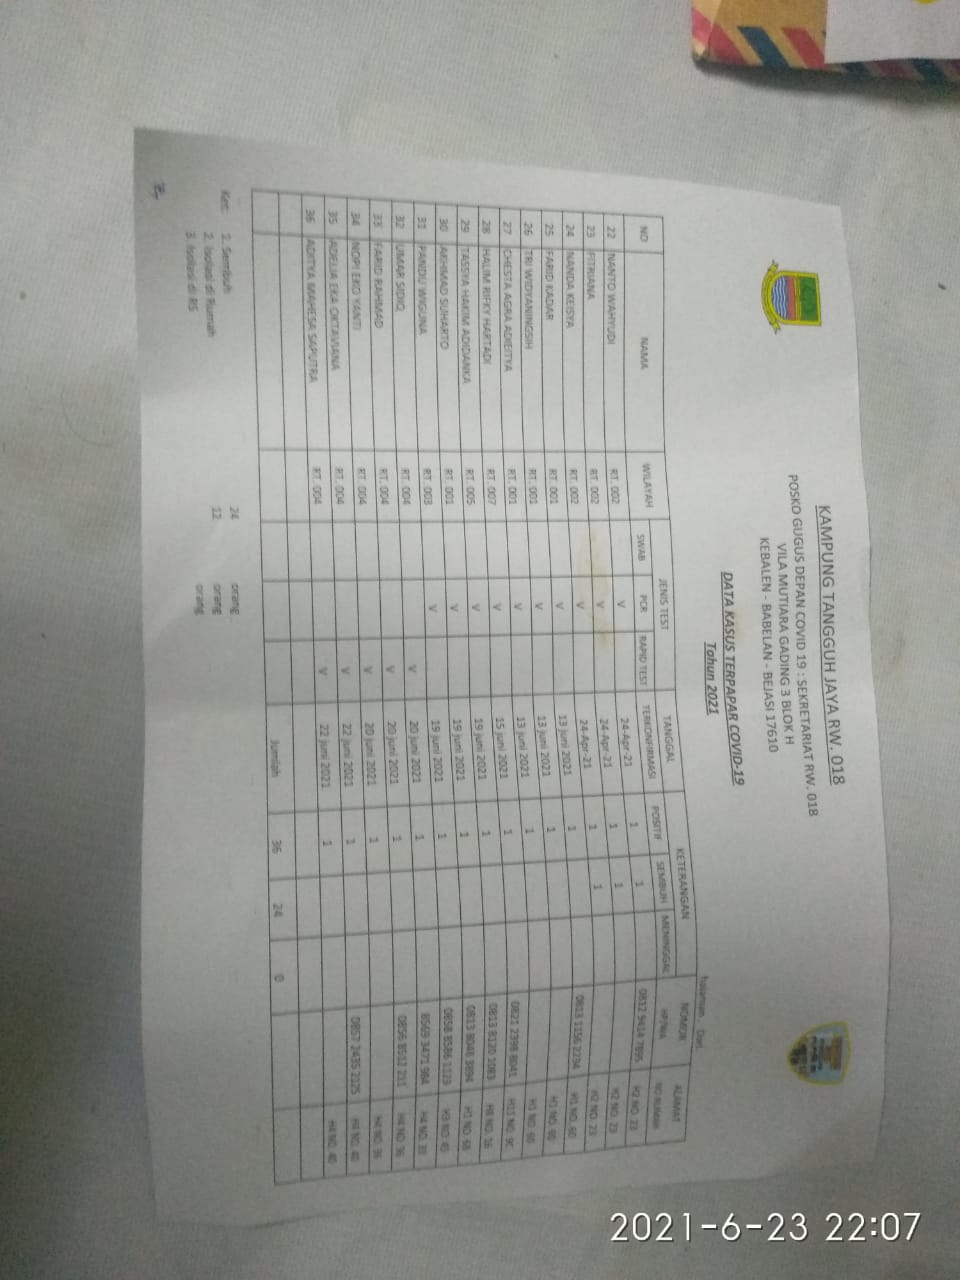 KAMPUNG TANGGUH JAYA RW. 018
POSKO GUGUS DEPAN COVID 19 : SEKRETARIAT RW. 018
VILA MUTIARA GADING 3 BLOK H
KEBALEN - BABELAN - BEJASI 17610
DATA KASUS TERPAPAR COVID-19
Tahun 2021
halaman . Dari.
NO NAMA WILAYAH JENIS TEST TANGGAL KETERANGAN NOMOR ALAMAT
SWAB PCR RAPID TEST TERKONFIRMASI POSITIF SEMBUH MENINGGAL HP/WA NO RUMAH
22 NANTO WAHYUDI RT. 002 V 24-Apr-21 1 1 0812 9414 7895 H2 NO. 23
23 FITRIANA RT. 002 V 24-Apr-21 1 1 H2 NO. 23
24 NANDA KEISYA RT. 002 V 24-Apr-21 1 1 H2 NO. 23
25 FARID KADAR RT. 001 V 13 juni 2021 1 0813 1156 2234 H1 NO. 60
26 TRI WIDYANINGSIH RT. 001 V 13 juni 2021 1 H1 NO. 60
27 CHESTA AGRA ADIEITYA RT. 001 V 13 juni 2021 1 H1 NO. 60
28 HALIM RIFKY HARTADI RT. 007 V 15 juni 2021 1 0821 2398 8041 H11 NO. 9C
29 TASSYA HAKIM ADIDANKA RT. 005 V 19 juni 2021 1 0813 8120 1083 H8 NO. 16
30 AKHMAD SUHARTO RT. 001 V 19 juni 2021 1 0813 8046 3894 H1 NO. 68
31 PANDU WIGUNA RT. 003 V 19 juni 2021 1 0858 8586 1123 H3 NO. 45
32 UMAR SIDIQ RT. 004 V 20 juni 2021 1 8569 3471 984 H4 NO. 33
33 FARID RAHMAD RT. 004 V 20 juni 2021 1 0856 8512 211 H4 NO. 36
34 NOPI EKO YANTI RT. 004 V 20 juni 2021 1 H4 NO. 36
35 ADELIA EKA OKTAVIANA RT. 004 V 22 juni 2021 1 0857 2435 2125 H4 NO. 40
36 ADITYA MAHESA SAPUTRA RT. 004 V 22 juni 2021 1 H4 NO. 40
Jumlah 36 24 0
Ket: 1. Sembuh 24 orang
2. Isolasi di Rumah 12 orang
3. Isolasi di RS orang
2021-6-23 22:07